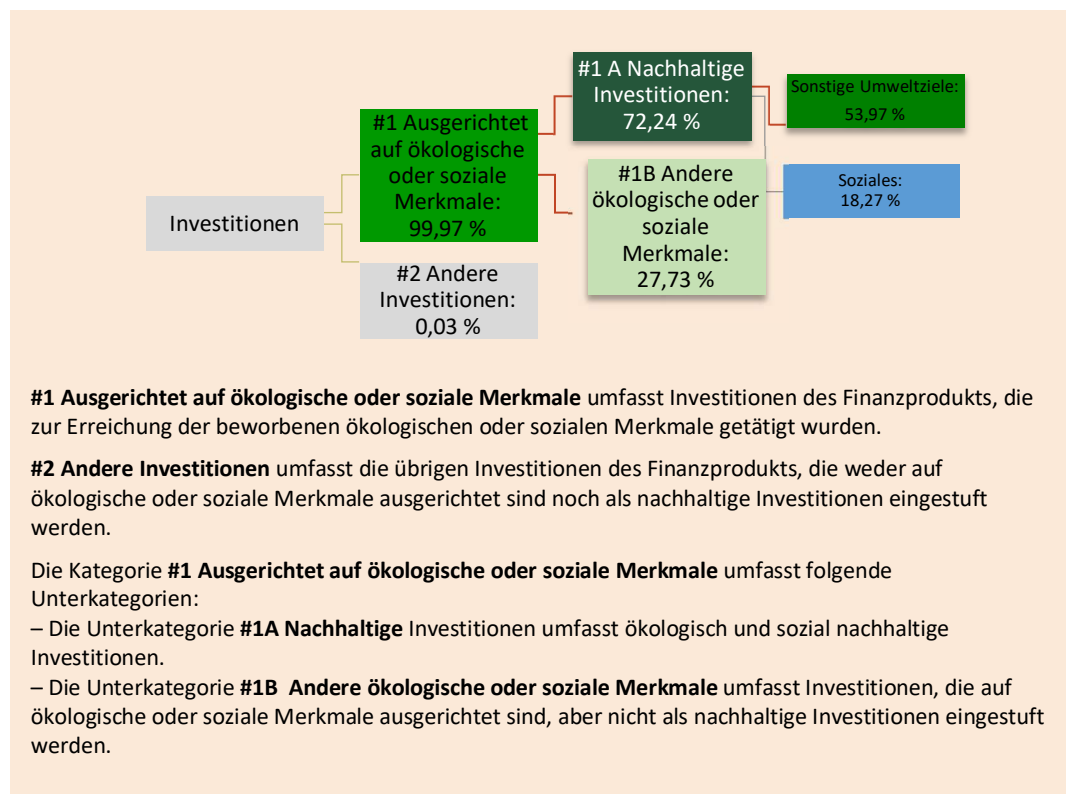 Investitionen
#1 Ausgerichtet
auf ökologische
oder soziale
Merkmale:
99,97 %
#2 Andere
Investitionen:
0,03 %
#1 A Nachhaltige
Investitionen:
72,24 %
#1B Andere
ökologische oder
soziale
Merkmale:
27,73 %
Sonstige Umweltziele:
53,97 %
Soziales:
18,27 %
#1 Ausgerichtet auf ökologische oder soziale Merkmale umfasst Investitionen des Finanzprodukts, die
zur Erreichung der beworbenen ökologischen oder sozialen Merkmale getätigt wurden.
#2 Andere Investitionen umfasst die übrigen Investitionen des Finanzprodukts, die weder auf
ökologische oder soziale Merkmale ausgerichtet sind noch als nachhaltige Investitionen eingestuft
werden.
Die Kategorie #1 Ausgerichtet auf ökologische oder soziale Merkmale umfasst folgende
Unterkategorien:
– Die Unterkategorie #1A Nachhaltige Investitionen umfasst ökologisch und sozial nachhaltige
Investitionen.
– Die Unterkategorie #1B Andere ökologische oder soziale Merkmale umfasst Investitionen, die auf
ökologische oder soziale Merkmale ausgerichtet sind, aber nicht als nachhaltige Investitionen eingestuft
werden.